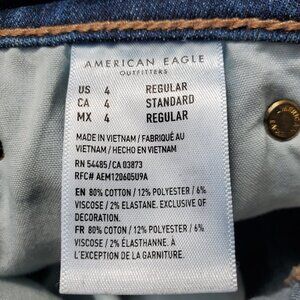 AMERICAN EAGLE
OUTFITTERS
US 4 REGULAR
CA 4 STANDARD
MX 4 REGULAR
MADE IN VIETNAM / FABRIQUÉ AU
VIETNAM / HECHO EN VIETNAM
RN 54485/CA 03873
RFC# AEM12060509A
EN 80% COTTON / 12% POLYESTER / 6%
VISCOSE / 2% ELASTANE. EXCLUSIVE OF
DECORATION.
FR 80% COTON / 12% POLYESTER / 6%
VISCOSE / 2% ÉLASTHANNE. À
L'EXCEPTION DE LA GARNITURE.